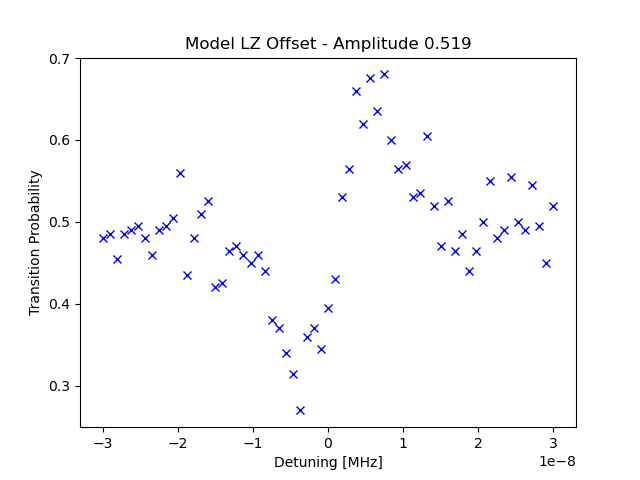 Model LZ Offset - Amplitude 0.519
0.7
0.6
0.5
0.4
0.3
Transition Probability
−3 −2 −1 0 1 2 3
1e−8
Detuning [MHz]